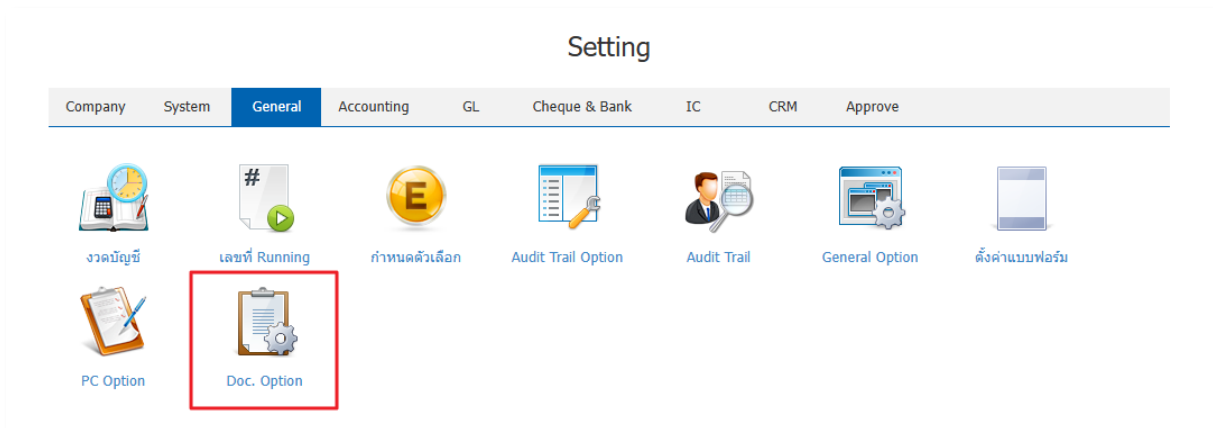 Setting
Company System General Accounting GL Cheque & Bank IC CRM Approve
#
E
งวดบัญชี เลขที่ Running กำหนดตัวเลือก Audit Trail Option Audit Trail General Option ตั้งค่าแบบฟอร์ม
PC Option Doc. Option